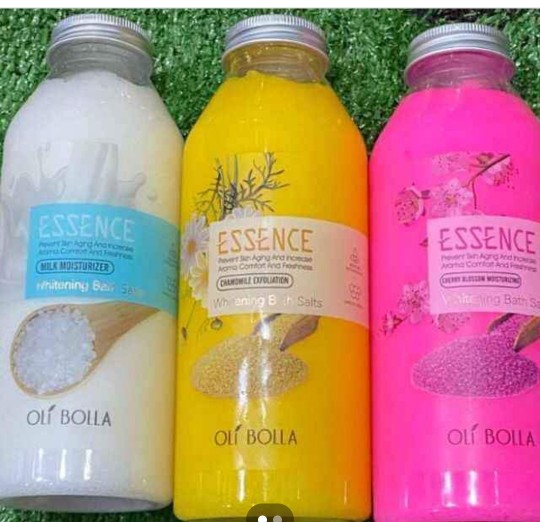 ESSENCE
Prevent Skin Aging And Increase
Aroma Comfort And Freshness
MILK MOISTURIZER
Whitening Bath Salts
OLI BOLLA
ESSENCE
Prevent Skin Aging And Increase
Aroma Comfort And Freshness
CHAMOMILE EXFOLIATION
Whitening Bath Salts
OLI BOLLA
ESSENCE
Prevent Skin Aging And Increase
Aroma Comfort And Freshness
CHERRY BLOSSOM MOISTURIZING
Whitening Bath Sa
OLI BOLLA